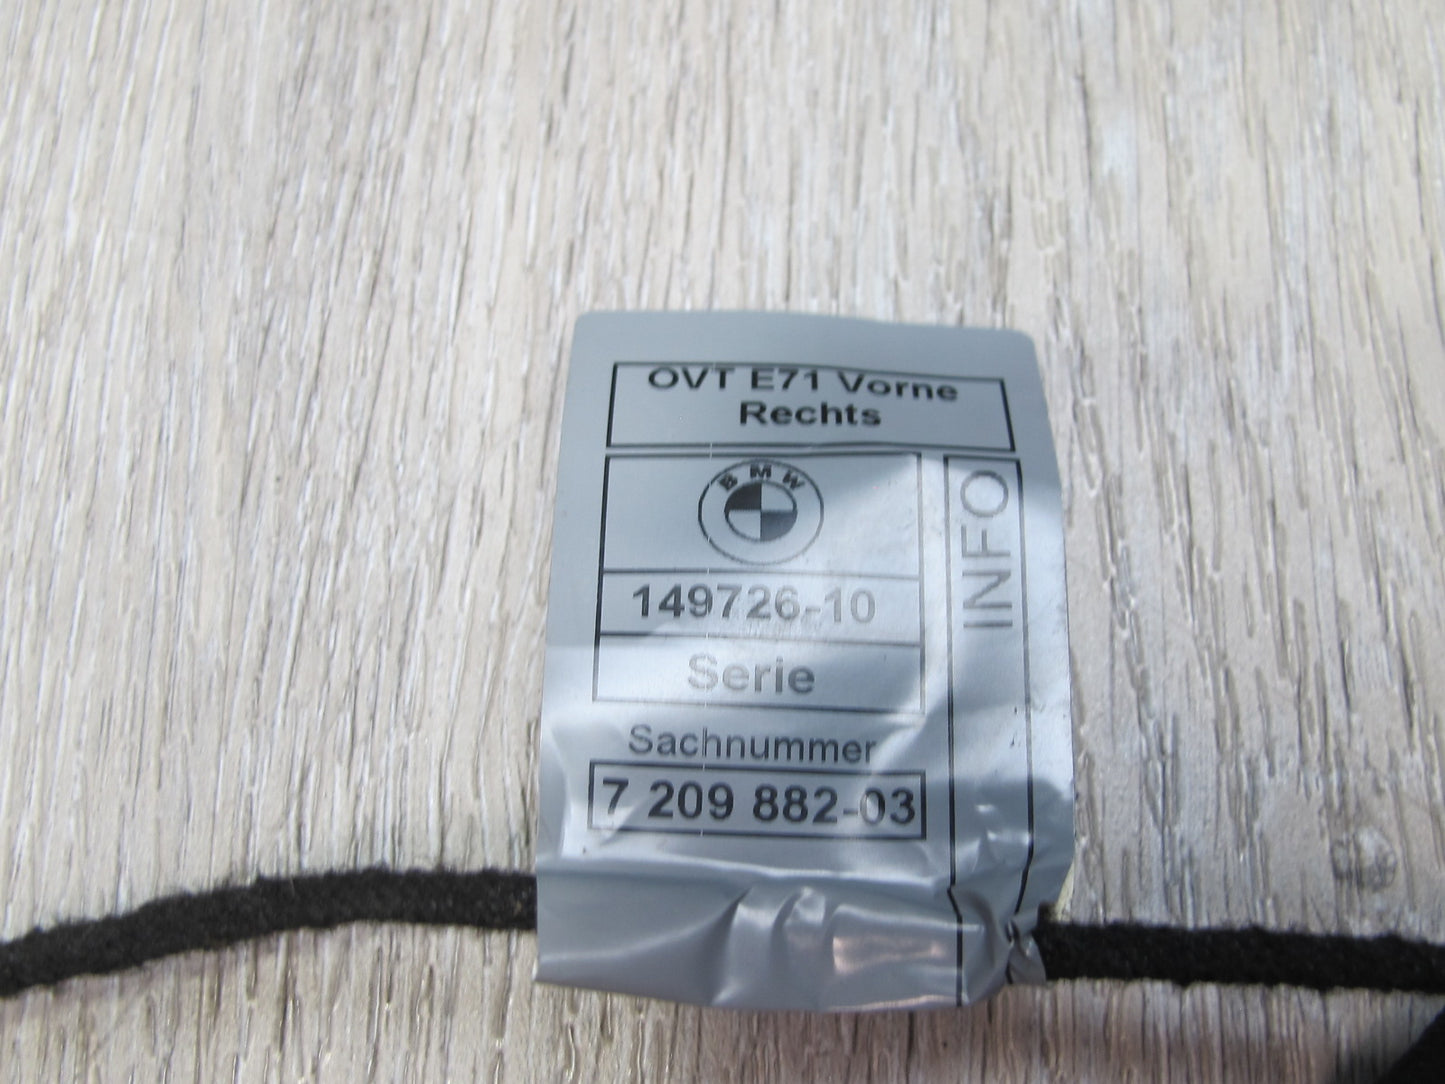 OVT E71 Vorne
Rechts
BMW
149726-10
Serie
Sachnummer
7 209 882-03
INFO